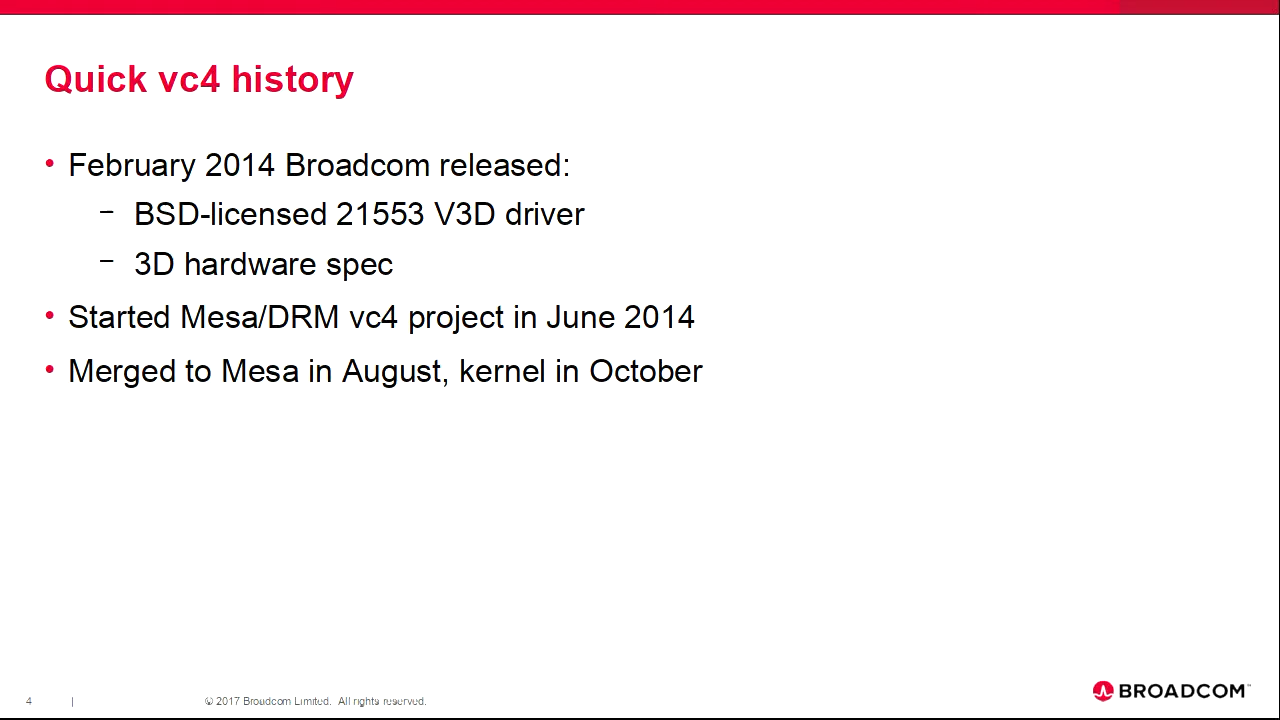 Quick vc4 history
• February 2014 Broadcom released:
– BSD-licensed 21553 V3D driver
– 3D hardware spec
• Started Mesa/DRM vc4 project in June 2014
• Merged to Mesa in August, kernel in October
4 | © 2017 Broadcom Limited. All rights reserved.
BROADCOM™